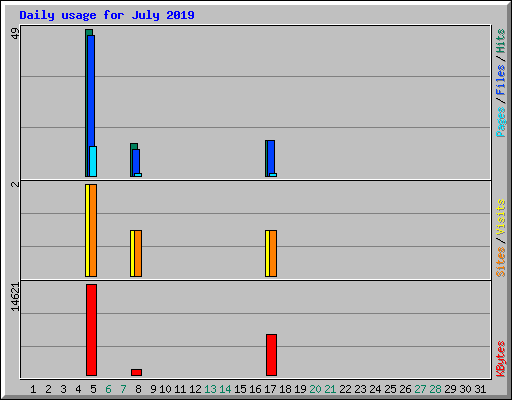 Daily usage for July 2019
49
Pages / Files / Hits
2
Sites / Visits
14621
KBytes
1 2 3 4 5 6 7 8 9 10 11 12 13 14 15 16 17 18 19 20 21 22 23 24 25 26 27 28 29 30 31